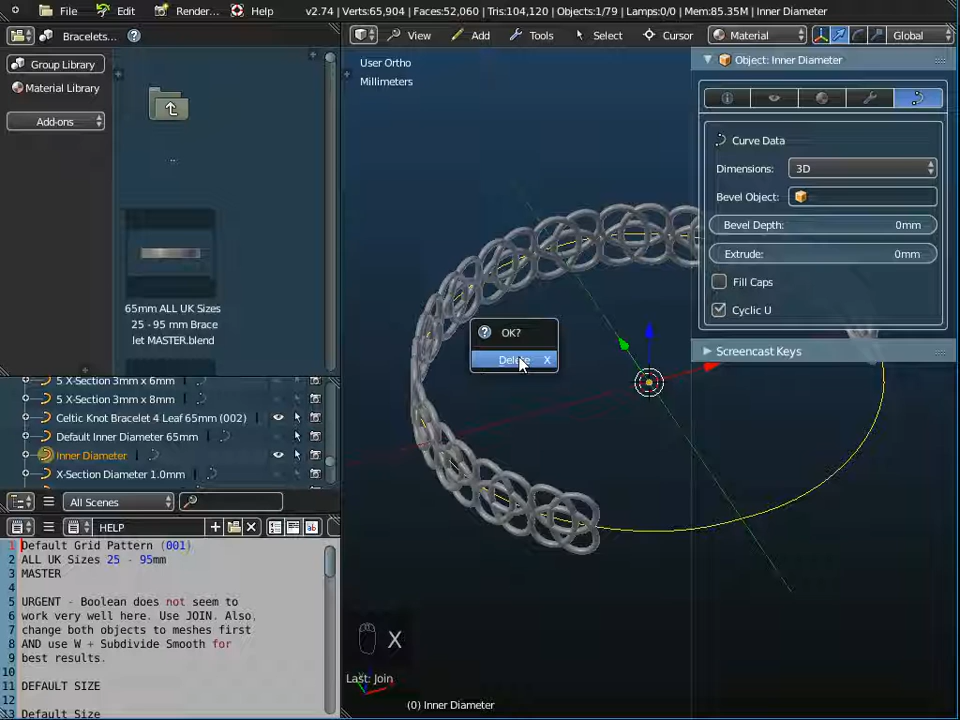 File
Edit
Render...
Help
v2.74 | Verts:65,904 | Faces:52,060 | Tris:104,120 | Objects:1/79 | Lamps:0/0 | Mem:85.35M | Inner Diameter
Bracelets...
View
Add
Tools
Select
Cursor
Material
Global
Group Library
Material Library
Add-ons
..
65mm ALL UK Sizes
25 - 95 mm Brace
let MASTER.blend
User Ortho
Millimeters
Object: Inner Diameter
Curve Data
Dimensions:
3D
Bevel Object:
Bevel Depth:
0mm
Extrude:
0mm
Fill Caps
Cyclic U
Screencast Keys
OK?
Delete
X
5 X-Section 3mm x 6mm
5 X-Section 3mm x 8mm
Celtic Knot Bracelet 4 Leaf 65mm (002)
Default Inner Diameter 65mm
Inner Diameter
X-Section Diameter 1.0mm
All Scenes
HELP
1 Default Grid Pattern (001)
2 ALL UK Sizes 25 - 95mm
3 MASTER
4
5 URGENT - Boolean does not seem to
6 work very well here. Use JOIN. Also,
7 change both objects to meshes first
8 AND use W + Subdivide Smooth for
9 best results.
10
11 DEFAULT SIZE
12
13 Default Size
X
Last: Join
(0) Inner Diameter